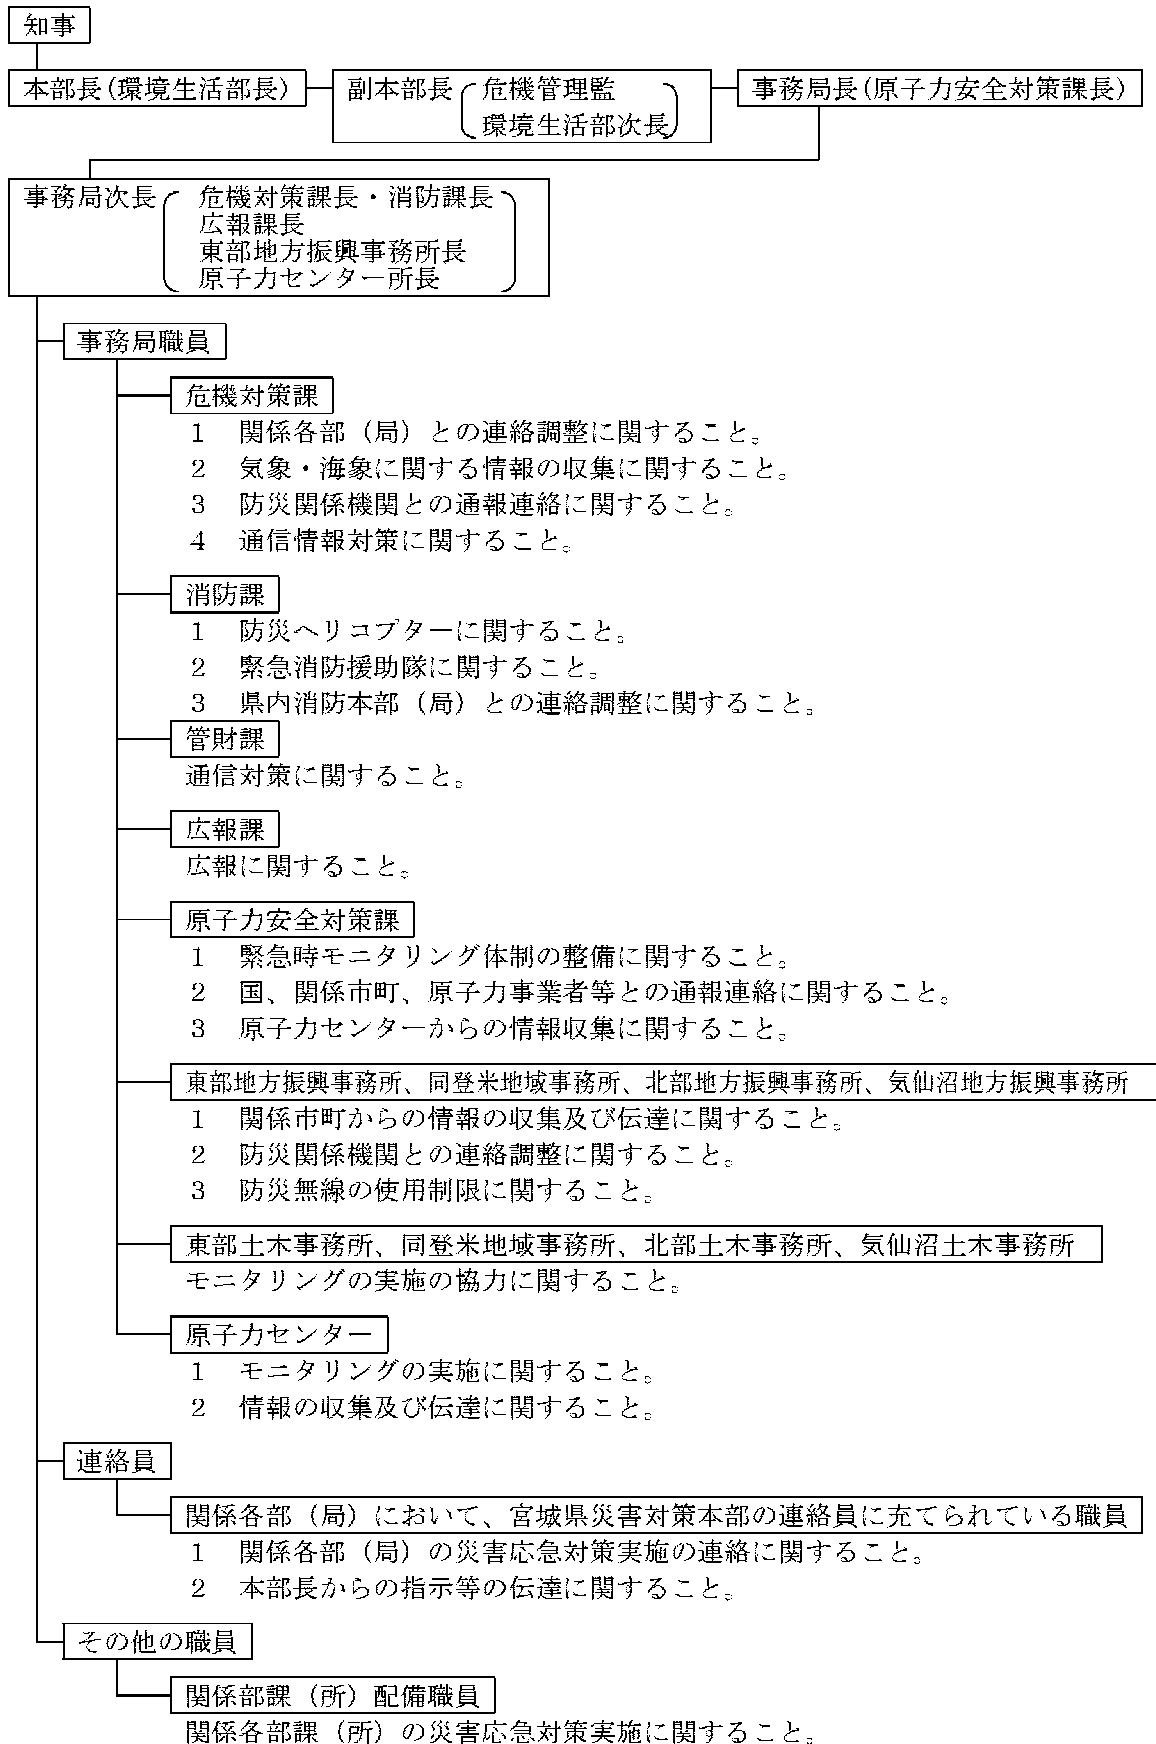 知事
本部長(環境生活部長)
副本部長 危機管理監
環境生活部次長
事務局長(原子力安全対策課長)
事務局次長 危機対策課長・消防課長
広報課長
東部地方振興事務所長
原子力センター所長
事務局職員
危機対策課
1 関係各部(局)との連絡調整に関すること。
2 気象・海象に関する情報の収集に関すること。
3 防災関係機関との通報連絡に関すること。
4 通信情報対策に関すること。
消防課
1 防災ヘリコプターに関すること。
2 緊急消防援助隊に関すること。
3 県内消防本部(局)との連絡調整に関すること。
管財課
通信対策に関すること。
広報課
広報に関すること。
原子力安全対策課
1 緊急時モニタリング体制の整備に関すること。
2 国、関係市町、原子力事業者等との通報連絡に関すること。
3 原子力センターからの情報収集に関すること。
東部地方振興事務所、同登米地域事務所、北部地方振興事務所、気仙沼地方振興事務所
1 関係市町からの情報の収集及び伝達に関すること。
2 防災関係機関との連絡調整に関すること。
3 防災無線の使用制限に関すること。
東部土木事務所、同登米地域事務所、北部土木事務所、気仙沼土木事務所
モニタリングの実施の協力に関すること。
原子力センター
1 モニタリングの実施に関すること。
2 情報の収集及び伝達に関すること。
連絡員
関係各部(局)において、宮城県災害対策本部の連絡員に充てられている職員
1 関係各部(局)の災害応急対策実施の連絡に関すること。
2 本部長からの指示等の伝達に関すること。
その他の職員
関係部課(所)配備職員
関係各部課(所)の災害応急対策実施に関すること。